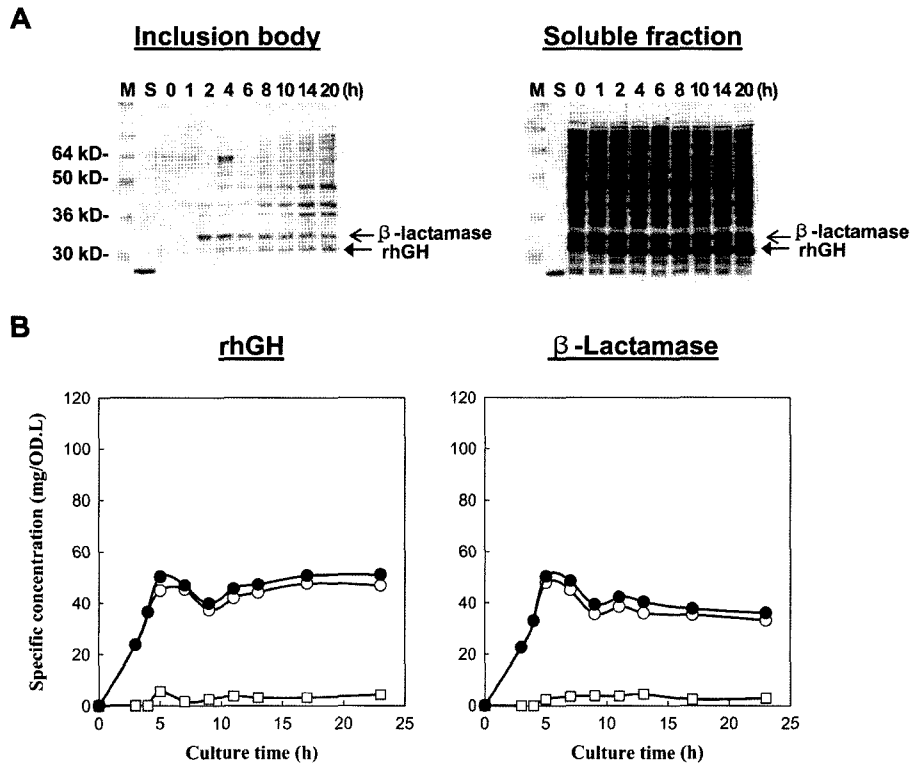 A
Inclusion body
Soluble fraction
M S 0 1 2 4 6 8 10 14 20 (h)
M S 0 1 2 4 6 8 10 14 20 (h)
64 kD-
50 kD-
36 kD-
30 kD-
β-lactamase
rhGH
β-lactamase
rhGH
B
rhGH
β-Lactamase
Specific concentration (mg/OD.L)
120
100
80
60
40
20
0
0 5 10 15 20 25
Culture time (h)
120
100
80
60
40
20
0
0 5 10 15 20 25
Culture time (h)